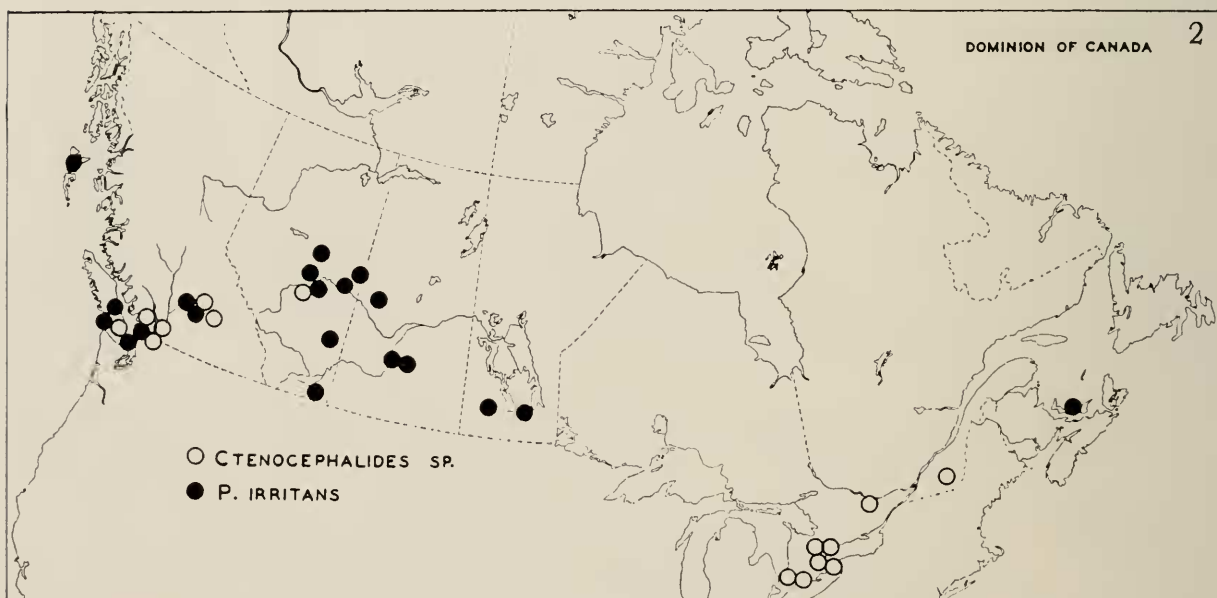 DOMINION OF CANADA 2
CTENOCEPHALIDES SP.
P. IRRITANS